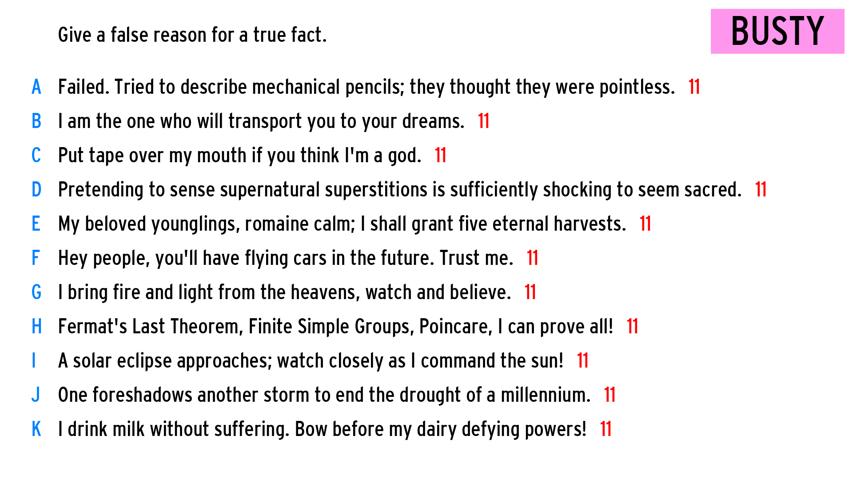 Give a false reason for a true fact.
BUSTY
A Failed. Tried to describe mechanical pencils; they thought they were pointless. 11
B I am the one who will transport you to your dreams. 11
C Put tape over my mouth if you think I'm a god. 11
D Pretending to sense supernatural superstitions is sufficiently shocking to seem sacred. 11
E My beloved younglings, romaine calm; I shall grant five eternal harvests. 11
F Hey people, you'll have flying cars in the future. Trust me. 11
G I bring fire and light from the heavens, watch and believe. 11
H Fermat's Last Theorem, Finite Simple Groups, Poincare, I can prove all! 11
I A solar eclipse approaches; watch closely as I command the sun! 11
J One foreshadows another storm to end the drought of a millennium. 11
K I drink milk without suffering. Bow before my dairy defying powers! 11